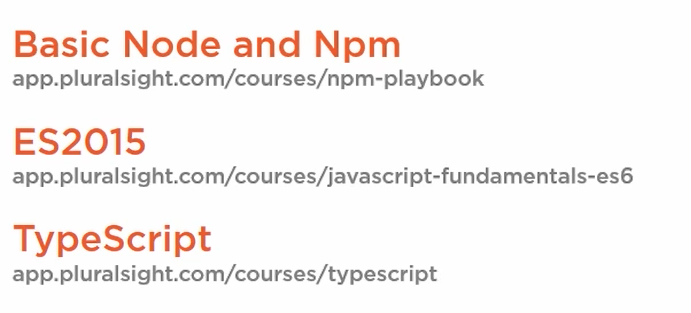 Basic Node and Npm
app.pluralsight.com/courses/npm-playbook
ES2015
app.pluralsight.com/courses/javascript-fundamentals-es6
TypeScript
app.pluralsight.com/courses/typescript